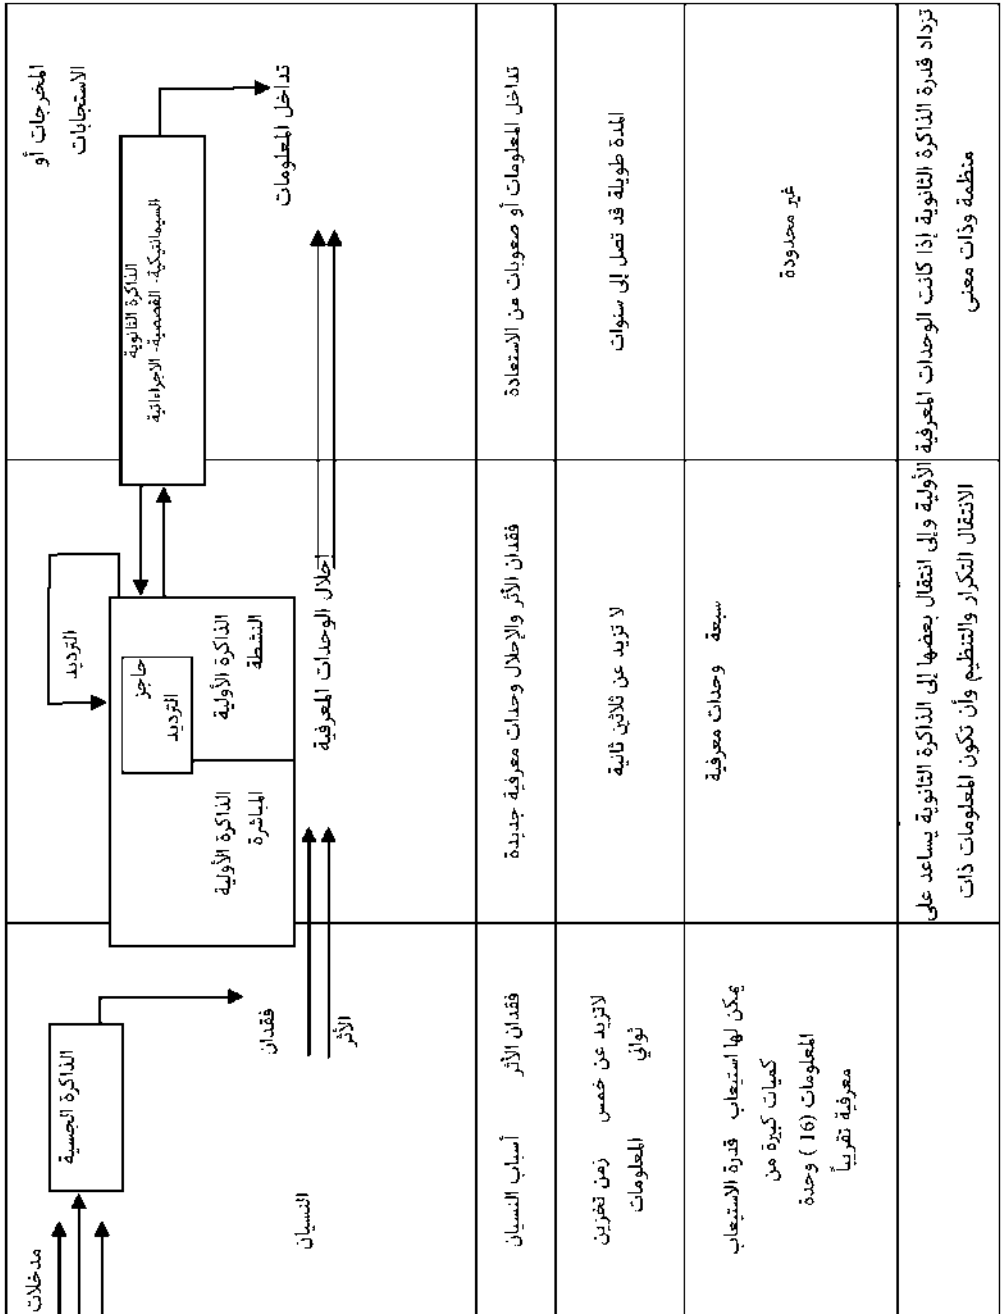 مدخلات
الذاكرة الحسية
فقدان
الأثر
النسيان
الترديد
حاجز
الترديد
الذاكرة الأولية
النشطة
الذاكرة الأولية
المباشرة
إحلال الوحدات المعرفية
المخرجات أو
الاستجابات
الذاكرة الثانوية
السيمانتيكية - القصصية - الاجرائية
تداخل المعلومات
أسباب النسيان
فقدان الأثر
فقدان الأثر والإحلال وحدات معرفية جديدة
تداخل المعلومات أو صعوبات من الاستعادة
زمن تخزين
المعلومات
لاتزيد عن خمس
ثواني
لا تزيد عن ثلاثين ثانية
المدة طويلة قد تصل إلى سنوات
قدرة الاستيعاب
يمكن لها استيعاب
كميات كبيرة من
المعلومات (16) وحدة
معرفية تقريباً
سبعة وحدات معرفية
غير محدودة
الأولية وإلى انتقال بعضها إلى الذاكرة الثانوية يساعد على
الانتقال التكرار والتنظيم وأن تكون المعلومات ذات
تزداد قدرة الذاكرة الثانوية إذا كانت الوحدات المعرفية
منظمة وذات معنى